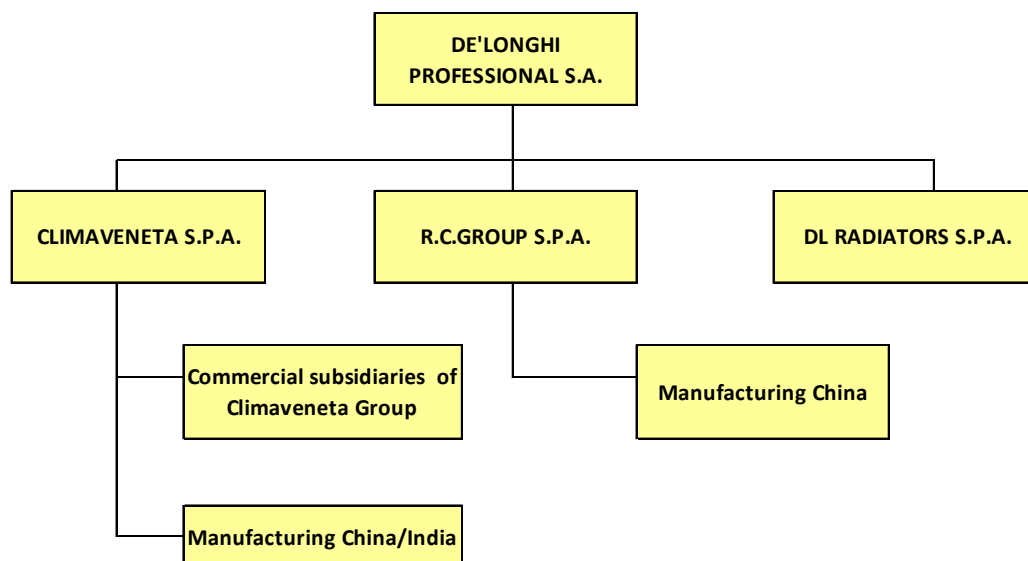 DE'LONGHI
PROFESSIONAL S.A.
CLIMAVENETA S.P.A.
R.C.GROUP S.P.A.
DL RADIATORS S.P.A.
Commercial subsidiaries of
Climaveneta Group
Manufacturing China
Manufacturing China/India